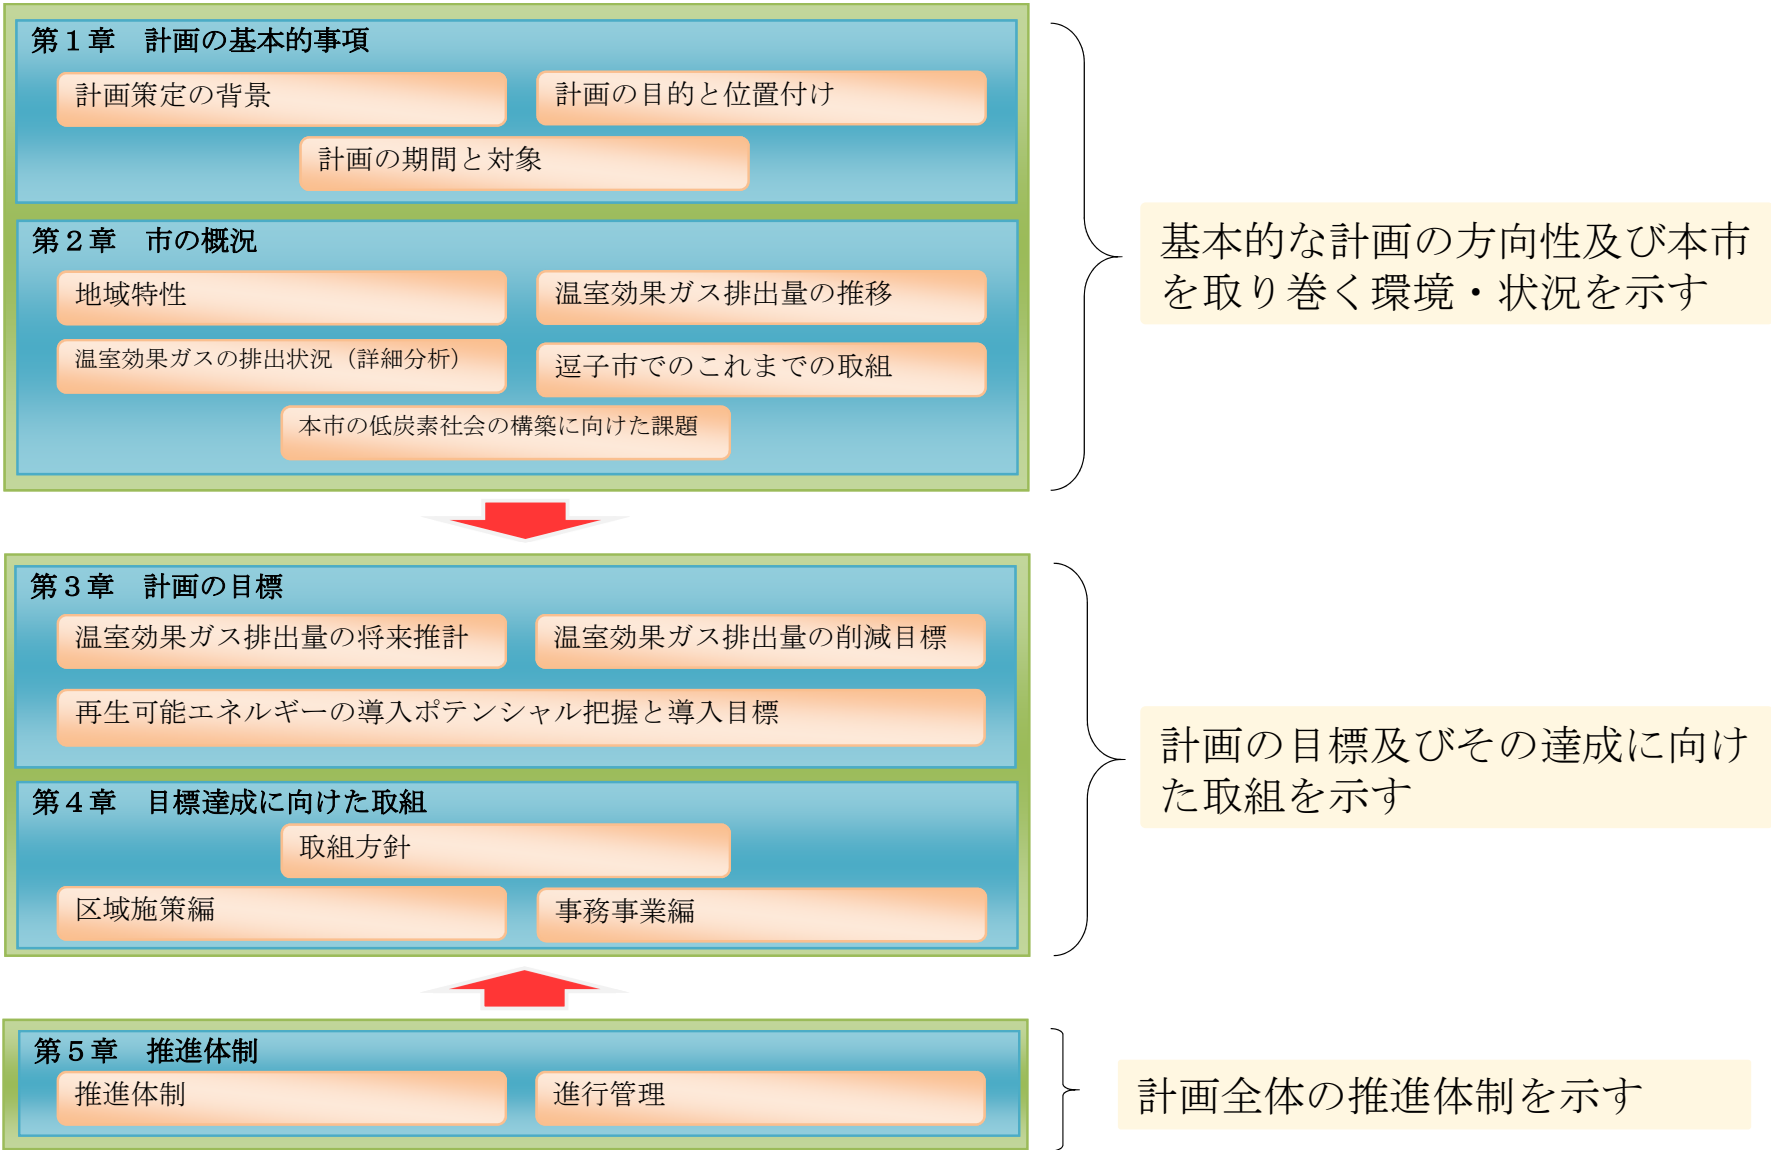 第１章　計画の基本的事項
計画策定の背景
計画の目的と位置付け
計画の期間と対象
第２章　市の概況
地域特性
温室効果ガス排出量の推移
温室効果ガスの排出状況（詳細分析）
逗子市でのこれまでの取組
本市の低炭素社会の構築に向けた課題
基本的な計画の方向性及び本市
を取り巻く環境・状況を示す
第３章　計画の目標
温室効果ガス排出量の将来推計
温室効果ガス排出量の削減目標
再生可能エネルギーの導入ポテンシャル把握と導入目標
第４章　目標達成に向けた取組
取組方針
区域施策編
事務事業編
計画の目標及びその達成に向け
た取組を示す
第５章　推進体制
推進体制
進行管理
計画全体の推進体制を示す